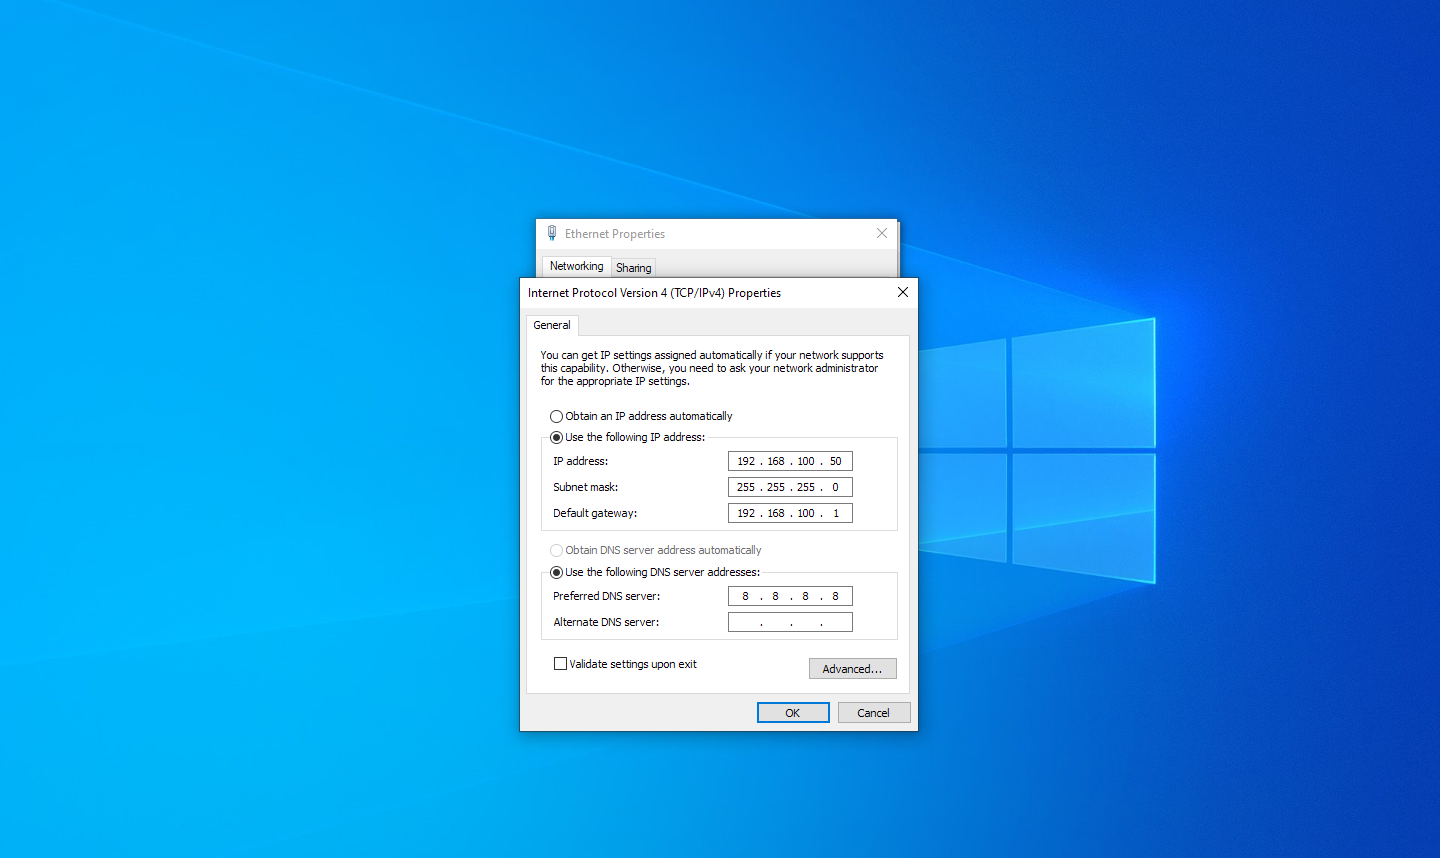 Ethernet Properties
Networking Sharing
Internet Protocol Version 4 (TCP/IPv4) Properties
General
You can get IP settings assigned automatically if your network supports
this capability. Otherwise, you need to ask your network administrator
for the appropriate IP settings.
Obtain an IP address automatically
Use the following IP address:
IP address: 192 . 168 . 100 . 50
Subnet mask: 255 . 255 . 255 . 0
Default gateway: 192 . 168 . 100 . 1
Obtain DNS server address automatically
Use the following DNS server addresses:
Preferred DNS server: 8 . 8 . 8 . 8
Alternate DNS server: . . .
Validate settings upon exit
Advanced...
OK Cancel